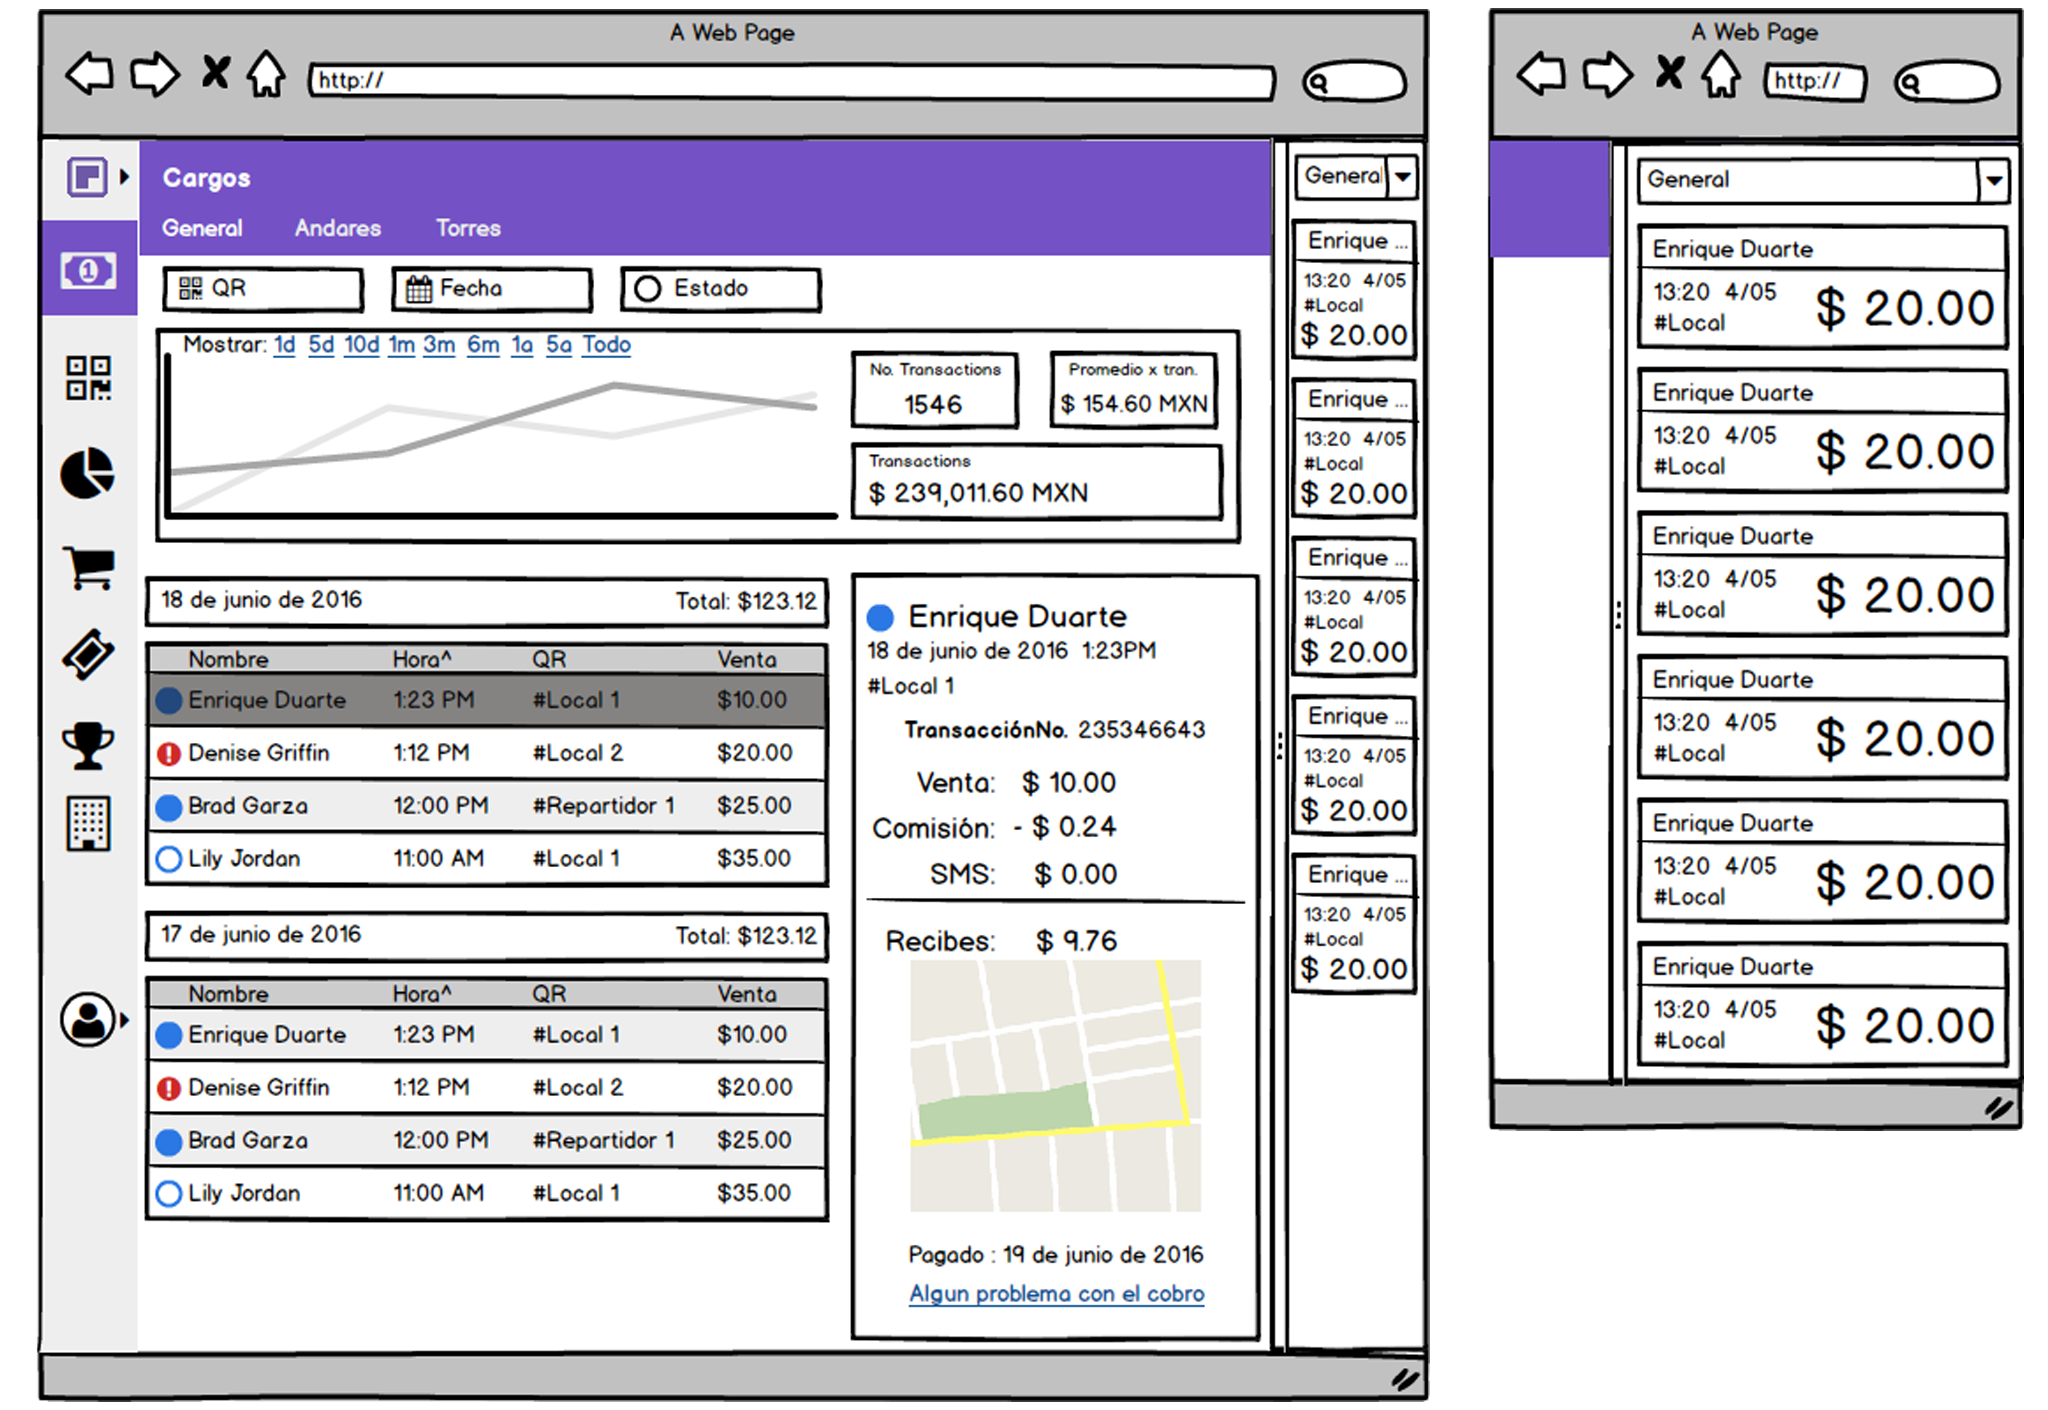 A Web Page
http://
Cargos
General Andares Torres
QR Fecha Estado
Mostrar: 1d 5d 10d 1m 3m 6m 1a 5a Todo
No. Transactions
1546
Promedio x tran.
$ 154.60 MXN
Transactions
$ 239,011.60 MXN
18 de junio de 2016 Total: $123.12
Nombre Hora^ QR Venta
Enrique Duarte 1:23 PM #Local 1 $10.00
Denise Griffin 1:12 PM #Local 2 $20.00
Brad Garza 12:00 PM #Repartidor 1 $25.00
Lily Jordan 11:00 AM #Local 1 $35.00
17 de junio de 2016 Total: $123.12
Nombre Hora^ QR Venta
Enrique Duarte 1:23 PM #Local 1 $10.00
Denise Griffin 1:12 PM #Local 2 $20.00
Brad Garza 12:00 PM #Repartidor 1 $25.00
Lily Jordan 11:00 AM #Local 1 $35.00
Enrique Duarte
18 de junio de 2016 1:23PM
#Local 1
TransacciónNo. 235346643
Venta: $ 10.00
Comisión: - $ 0.24
SMS: $ 0.00
Recibes: $ 9.76
Pagado : 19 de junio de 2016
Algun problema con el cobro
General
Enrique ...
13:20 4/05
#Local
$ 20.00
Enrique ...
13:20 4/05
#Local
$ 20.00
Enrique ...
13:20 4/05
#Local
$ 20.00
Enrique ...
13:20 4/05
#Local
$ 20.00
Enrique ...
13:20 4/05
#Local
$ 20.00
A Web Page
http://
General
Enrique Duarte
13:20 4/05
#Local
$ 20.00
Enrique Duarte
13:20 4/05
#Local
$ 20.00
Enrique Duarte
13:20 4/05
#Local
$ 20.00
Enrique Duarte
13:20 4/05
#Local
$ 20.00
Enrique Duarte
13:20 4/05
#Local
$ 20.00
Enrique Duarte
13:20 4/05
#Local
$ 20.00